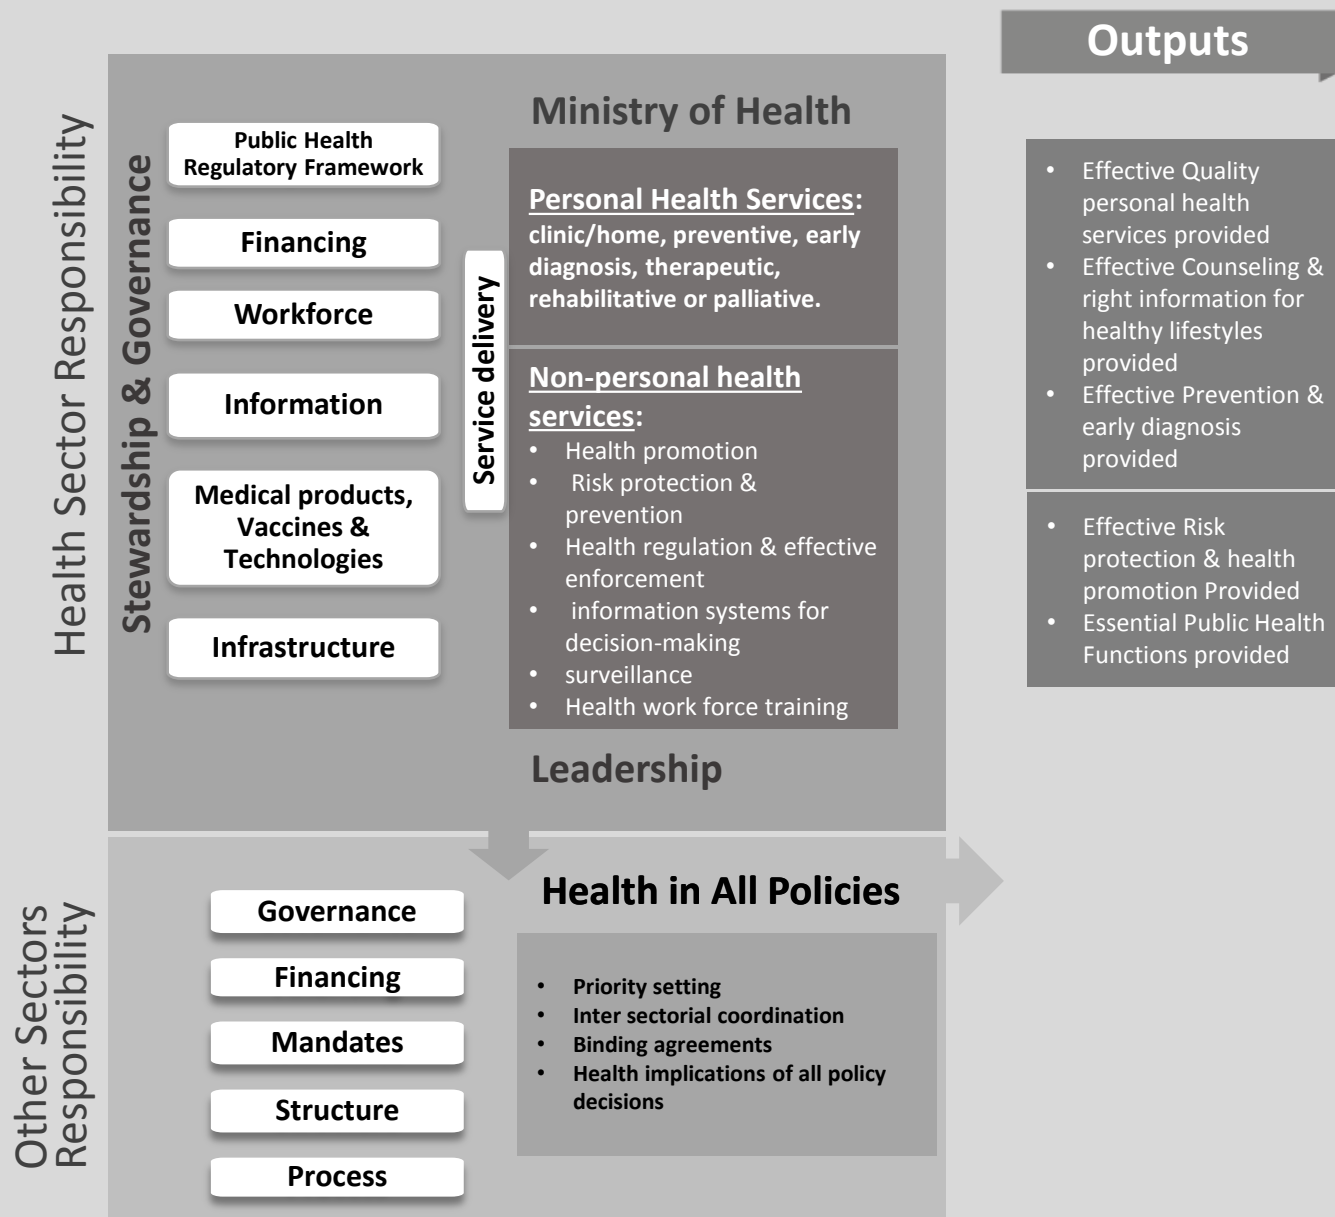 Outputs
Health Sector Responsibility
Stewardship & Governance
Public Health
Regulatory Framework
Financing
Workforce
Information
Medical products,
Vaccines &
Technologies
Infrastructure
Service delivery
Ministry of Health
Personal Health Services:
clinic/home, preventive, early
diagnosis, therapeutic,
rehabilitative or palliative.
Non-personal health
services:
• Health promotion
• Risk protection &
prevention
• Health regulation & effective
enforcement
• information systems for
decision-making
• surveillance
• Health work force training
Leadership
• Effective Quality
personal health
services provided
• Effective Counseling &
right information for
healthy lifestyles
provided
• Effective Prevention &
early diagnosis
provided
• Effective Risk
protection & health
promotion Provided
• Essential Public Health
Functions provided
Other Sectors
Responsibility
Governance
Financing
Mandates
Structure
Process
Health in All Policies
• Priority setting
• Inter sectorial coordination
• Binding agreements
• Health implications of all policy
decisions